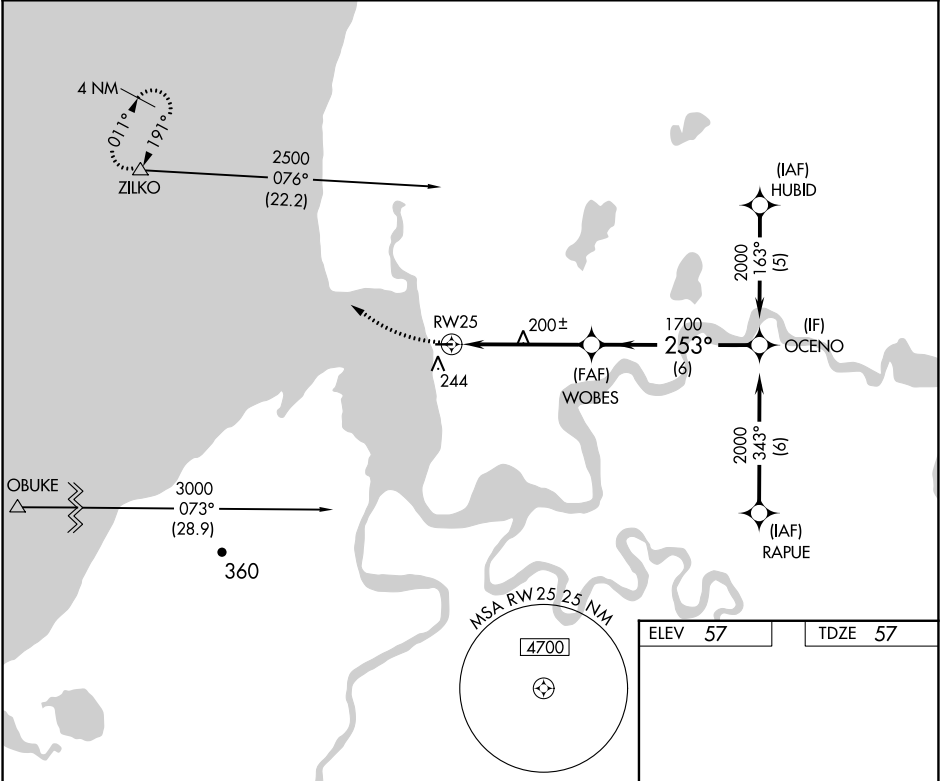 4 NM
011°
191°
ZILKO
2500
076°
(22.2)
(IAF)
HUBID
2000
163°
(5)
RW25
200±
1700
253°
(6)
(IF)
OCENO
244
(FAF)
WOBES
2000
343°
(6)
OBUKE
3000
073°
(28.9)
360
(IAF)
RAPUE
MSA RW25 25 NM
4700
ELEV 57
TDZE 57